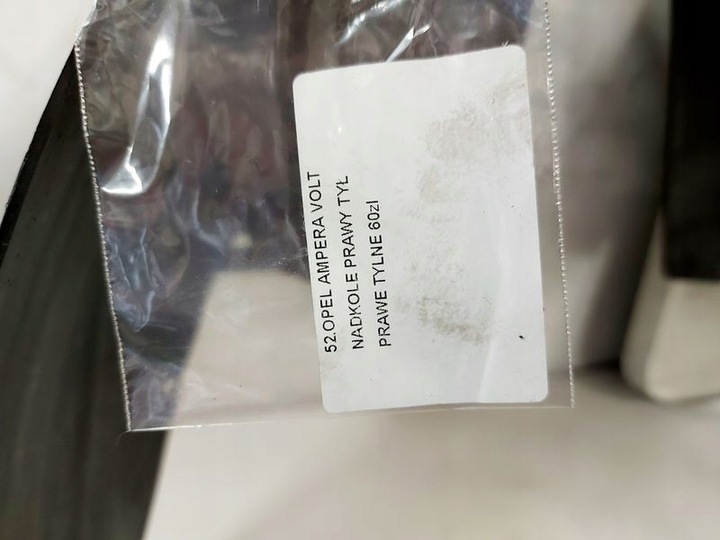 52.OPEL AMPERA VOLT
NADKOLE PRAWY TYŁ
PRAWE TYLNE 60zl